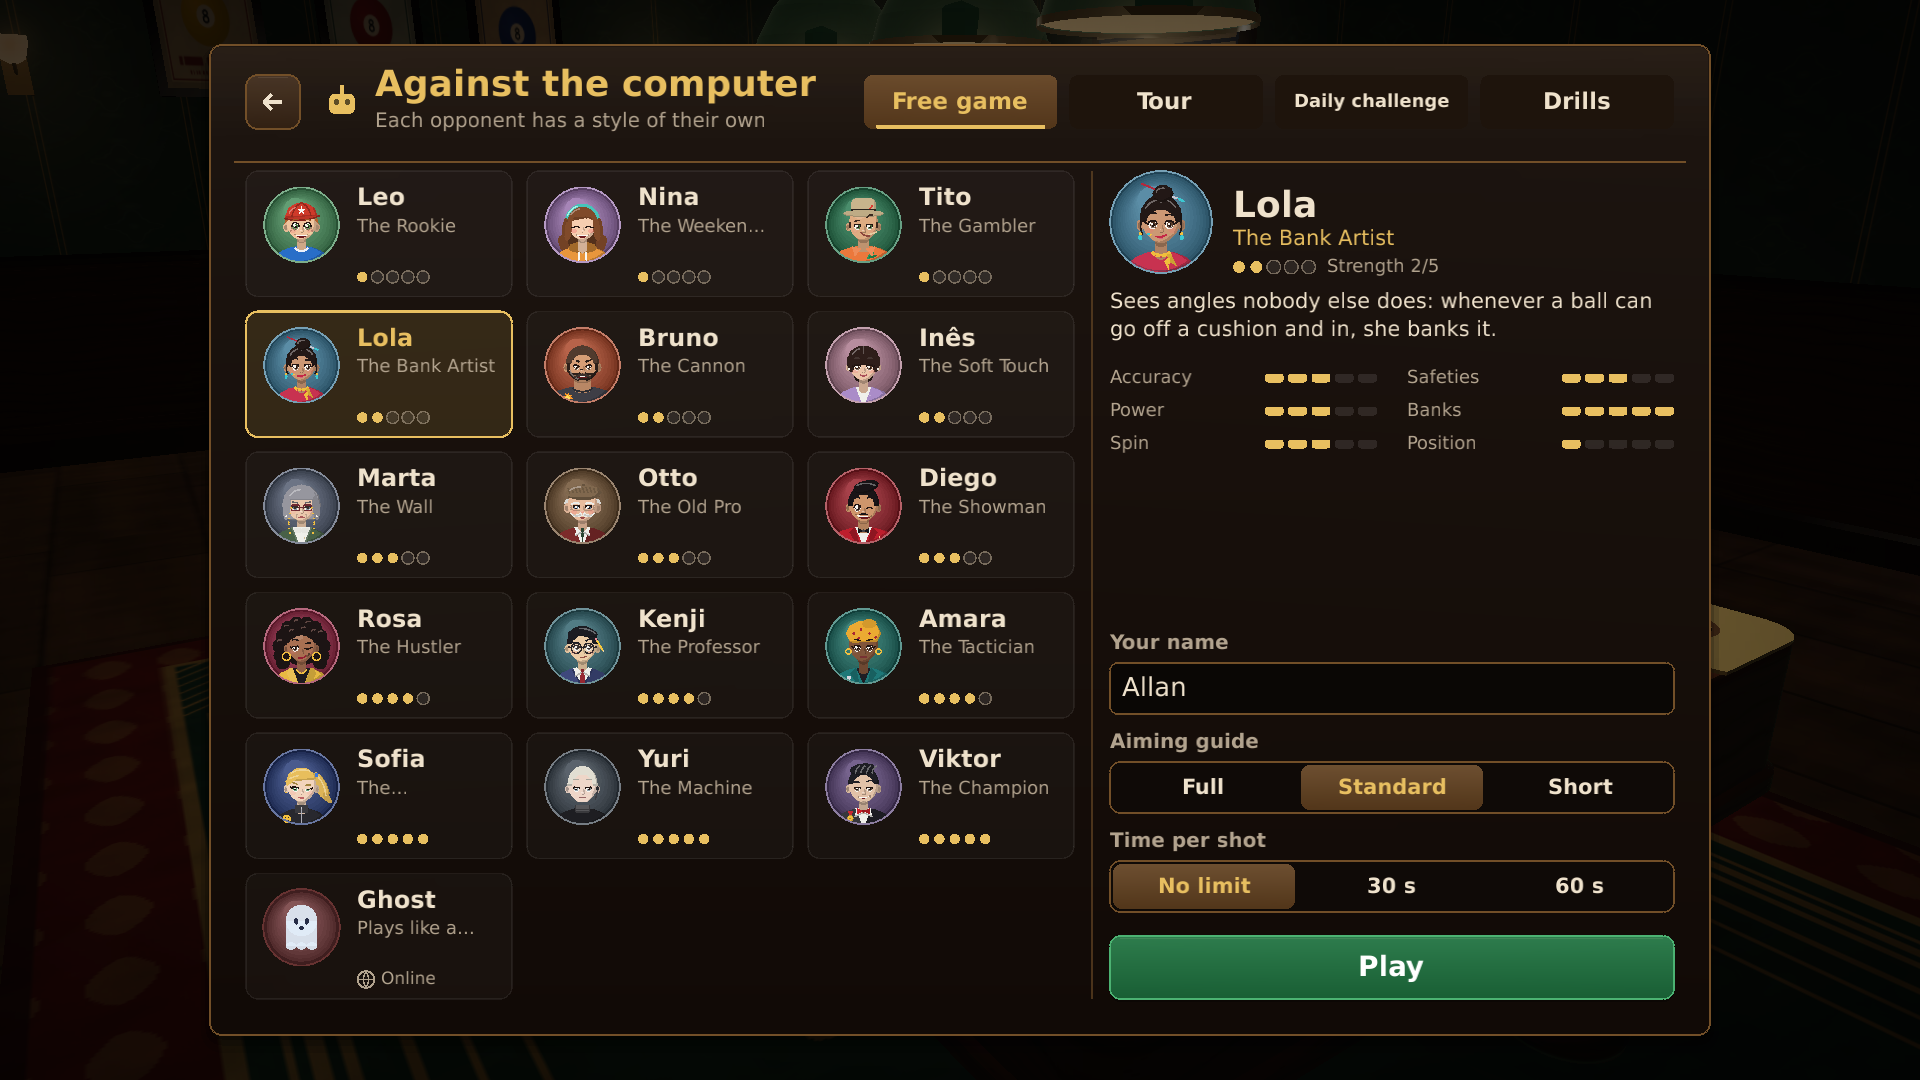 Against the computer
Each opponent has a style of their own
Free game
Tour
Daily challenge
Drills
Leo
The Rookie
Nina
The Weeken...
Tito
The Gambler
Lola
The Bank Artist
Bruno
The Cannon
Inês
The Soft Touch
Marta
The Wall
Otto
The Old Pro
Diego
The Showman
Rosa
The Hustler
Kenji
The Professor
Amara
The Tactician
Sofia
The...
Yuri
The Machine
Viktor
The Champion
Ghost
Plays like a...
Online
Lola
The Bank Artist
Strength 2/5
Sees angles nobody else does: whenever a ball can
go off a cushion and in, she banks it.
Accuracy
Safeties
Power
Banks
Spin
Position
Your name
Allan
Aiming guide
Full
Standard
Short
Time per shot
No limit
30 s
60 s
Play
8
8